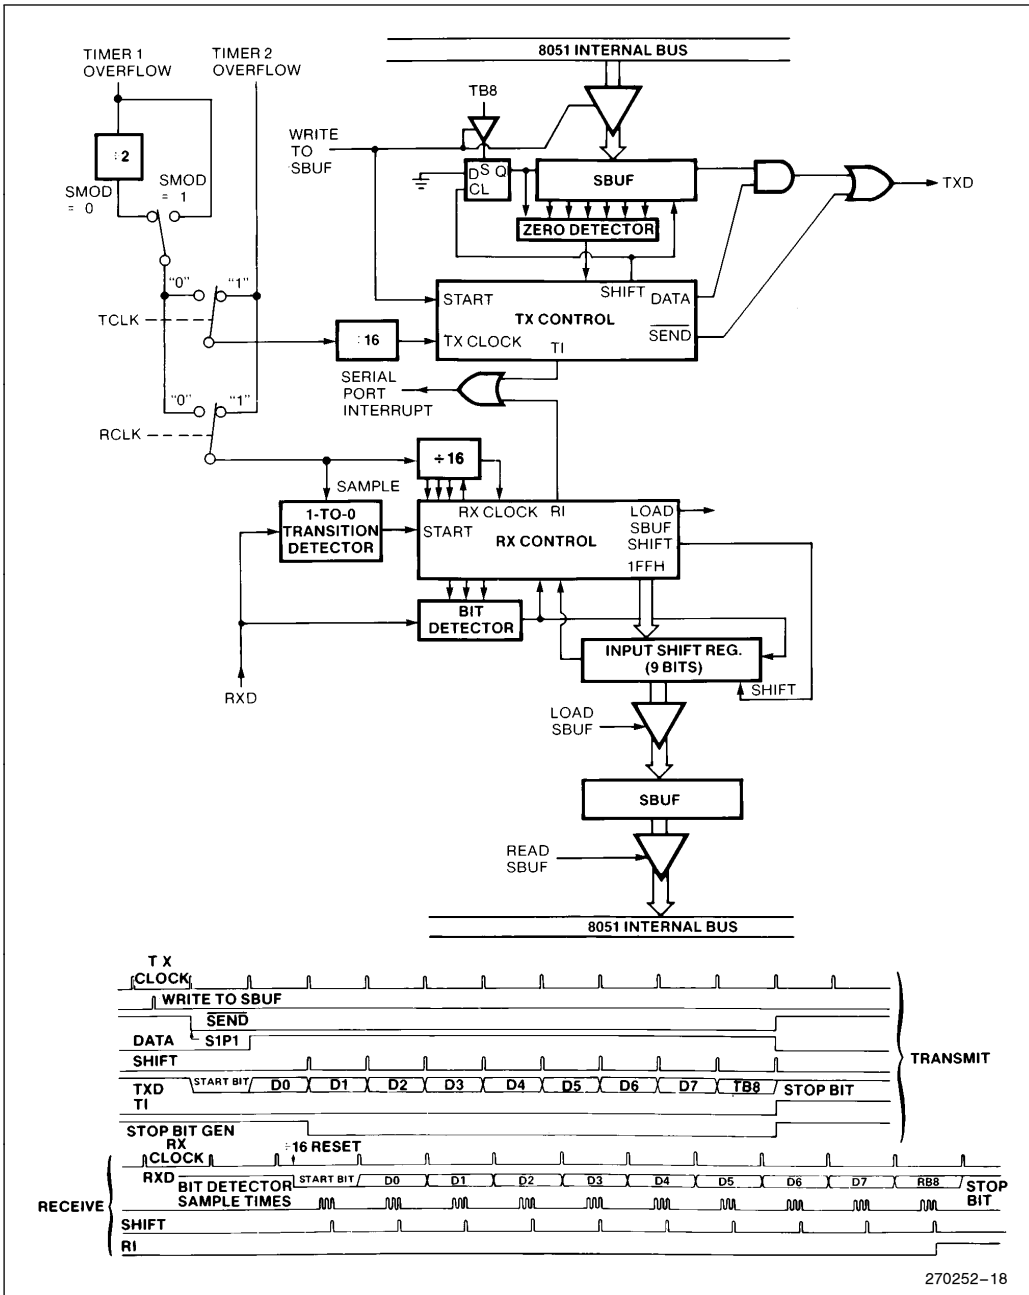 TIMER 1
OVERFLOW
TIMER 2
OVERFLOW
8051 INTERNAL BUS
TB8
WRITE
TO
SBUF
÷2
SMOD
= 0
SMOD
= 1
D S Q
CL
SBUF
TXD
ZERO DETECTOR
"0"
"1"
TCLK
START
SHIFT
DATA
TX CONTROL
SEND
÷16
TX CLOCK
TI
SERIAL
PORT
INTERRUPT
"0"
"1"
RCLK
÷16
SAMPLE
1-TO-0
TRANSITION
DETECTOR
START
RX CLOCK
RI
LOAD
SBUF
RX CONTROL
SHIFT
1FFH
BIT
DETECTOR
INPUT SHIFT REG.
(9 BITS)
RXD
SHIFT
LOAD
SBUF
SBUF
READ
SBUF
8051 INTERNAL BUS
TX
CLOCK
WRITE TO SBUF
SEND
DATA
S1P1
SHIFT
TRANSMIT
TXD START BIT D0 D1 D2 D3 D4 D5 D6 D7 TB8 STOP BIT
TI
STOP BIT GEN
RX
CLOCK
÷16 RESET
RXD START BIT D0 D1 D2 D3 D4 D5 D6 D7 RB8 STOP
BIT
BIT DETECTOR
SAMPLE TIMES
RECEIVE
SHIFT
RI
270252–18